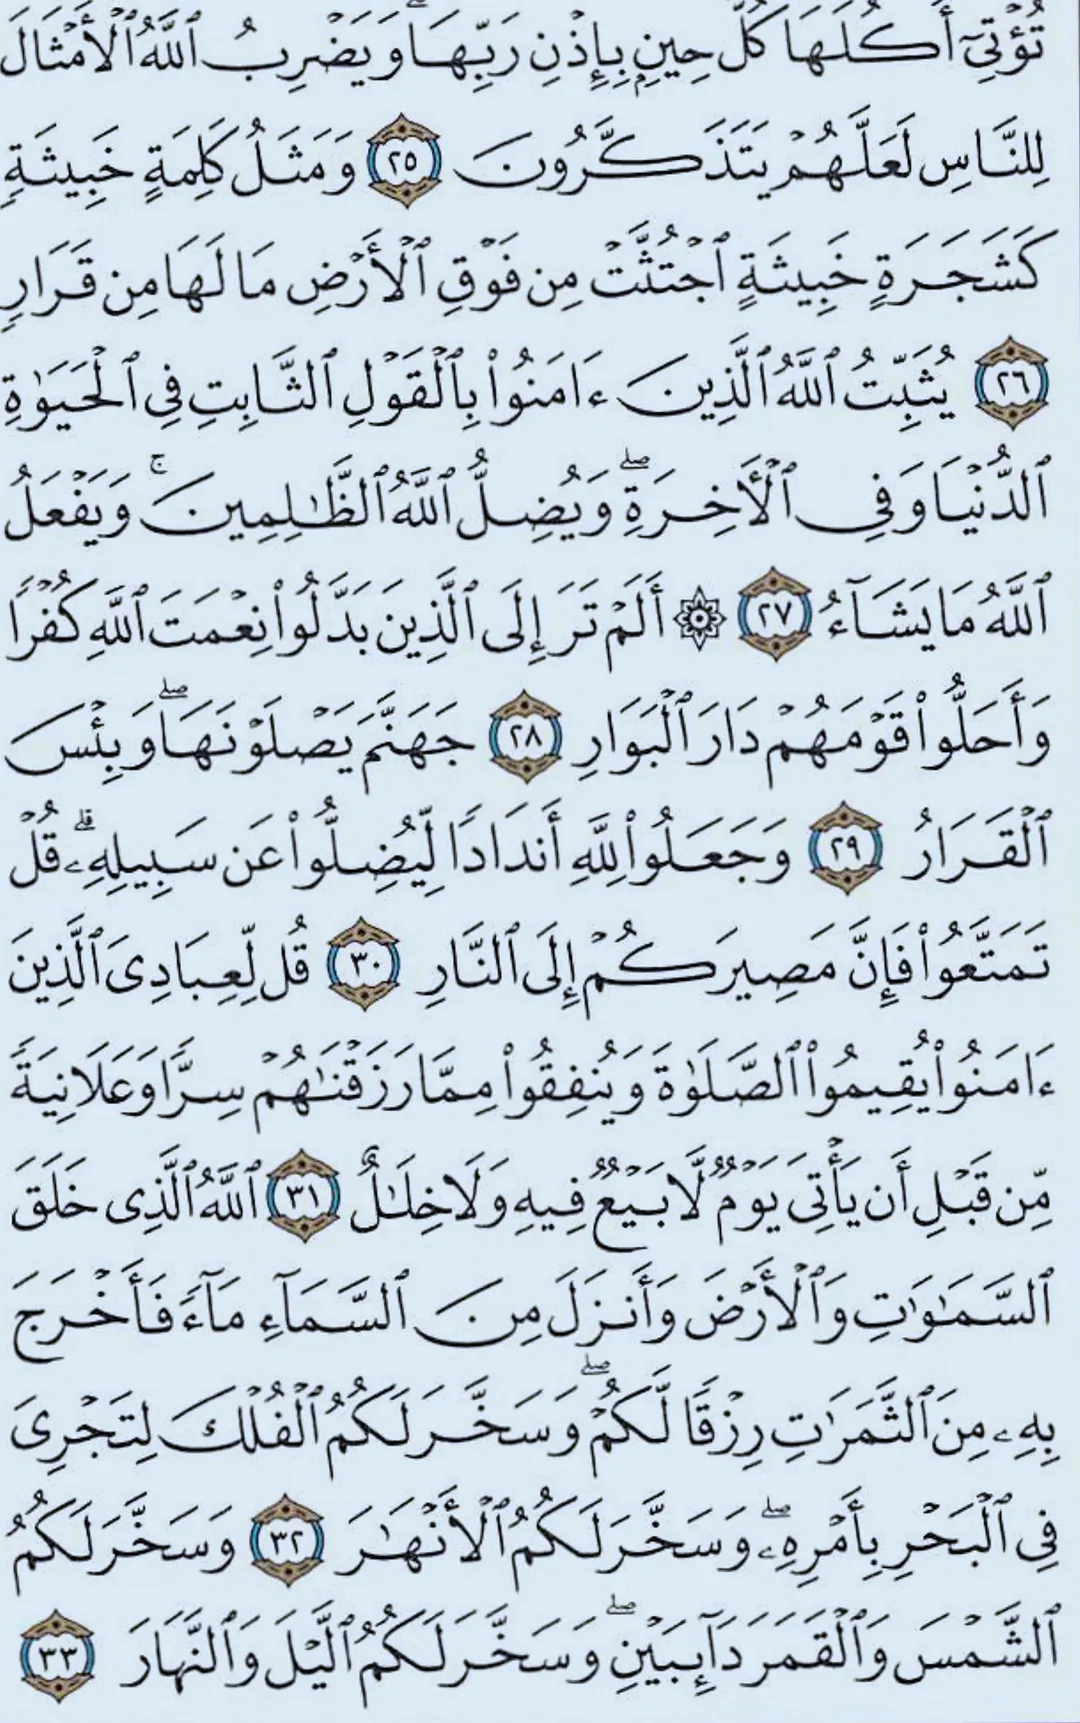 تُؤۡتِيٓ أُكُلَهَا كُلَّ حِينِۭ بِإِذۡنِ رَبِّهَاۗ وَيَضۡرِبُ ٱللَّهُ ٱلۡأَمۡثَالَ
لِلنَّاسِ لَعَلَّهُمۡ يَتَذَكَّرُونَ ٢٥ وَمَثَلُ كَلِمَةٍ خَبِيثَةٖ
كَشَجَرَةٍ خَبِيثَةٍ ٱجۡتُثَّتۡ مِن فَوۡقِ ٱلۡأَرۡضِ مَا لَهَا مِن قَرَارٖ
٢٦ يُثَبِّتُ ٱللَّهُ ٱلَّذِينَ ءَامَنُواْ بِٱلۡقَوۡلِ ٱلثَّابِتِ فِي ٱلۡحَيَوٰةِ
ٱلدُّنۡيَا وَفِي ٱلۡأٓخِرَةِۖ وَيُضِلُّ ٱللَّهُ ٱلظَّٰلِمِينَۚ وَيَفۡعَلُ
ٱللَّهُ مَا يَشَآءُ ٢٧ ۞ أَلَمۡ تَرَ إِلَى ٱلَّذِينَ بَدَّلُواْ نِعۡمَتَ ٱللَّهِ كُفۡرٗا
وَأَحَلُّواْ قَوۡمَهُمۡ دَارَ ٱلۡبَوَارِ ٢٨ جَهَنَّمَ يَصۡلَوۡنَهَاۖ وَبِئۡسَ
ٱلۡقَرَارُ ٢٩ وَجَعَلُواْ لِلَّهِ أَندَادٗا لِّيُضِلُّواْ عَن سَبِيلِهِۦۗ قُلۡ
تَمَتَّعُواْ فَإِنَّ مَصِيرَكُمۡ إِلَى ٱلنَّارِ ٣٠ قُل لِّعِبَادِيَ ٱلَّذِينَ
ءَامَنُواْ يُقِيمُواْ ٱلصَّلَوٰةَ وَيُنفِقُواْ مِمَّا رَزَقۡنَٰهُمۡ سِرّٗا وَعَلَانِيَةٗ
مِّن قَبۡلِ أَن يَأۡتِيَ يَوۡمٞ لَّا بَيۡعٞ فِيهِ وَلَا خِلَٰلٌ ٣١ ٱللَّهُ ٱلَّذِي خَلَقَ
ٱلسَّمَٰوَٰتِ وَٱلۡأَرۡضَ وَأَنزَلَ مِنَ ٱلسَّمَآءِ مَآءٗ فَأَخۡرَجَ
بِهِۦ مِنَ ٱلثَّمَرَٰتِ رِزۡقٗا لَّكُمۡۖ وَسَخَّرَ لَكُمُ ٱلۡفُلۡكَ لِتَجۡرِيَ
فِي ٱلۡبَحۡرِ بِأَمۡرِهِۦۖ وَسَخَّرَ لَكُمُ ٱلۡأَنۡهَٰرَ ٣٢ وَسَخَّرَ لَكُمُ
ٱلشَّمۡسَ وَٱلۡقَمَرَ دَآئِبَيۡنِۖ وَسَخَّرَ لَكُمُ ٱلَّيۡلَ وَٱلنَّهَارَ ٣٣